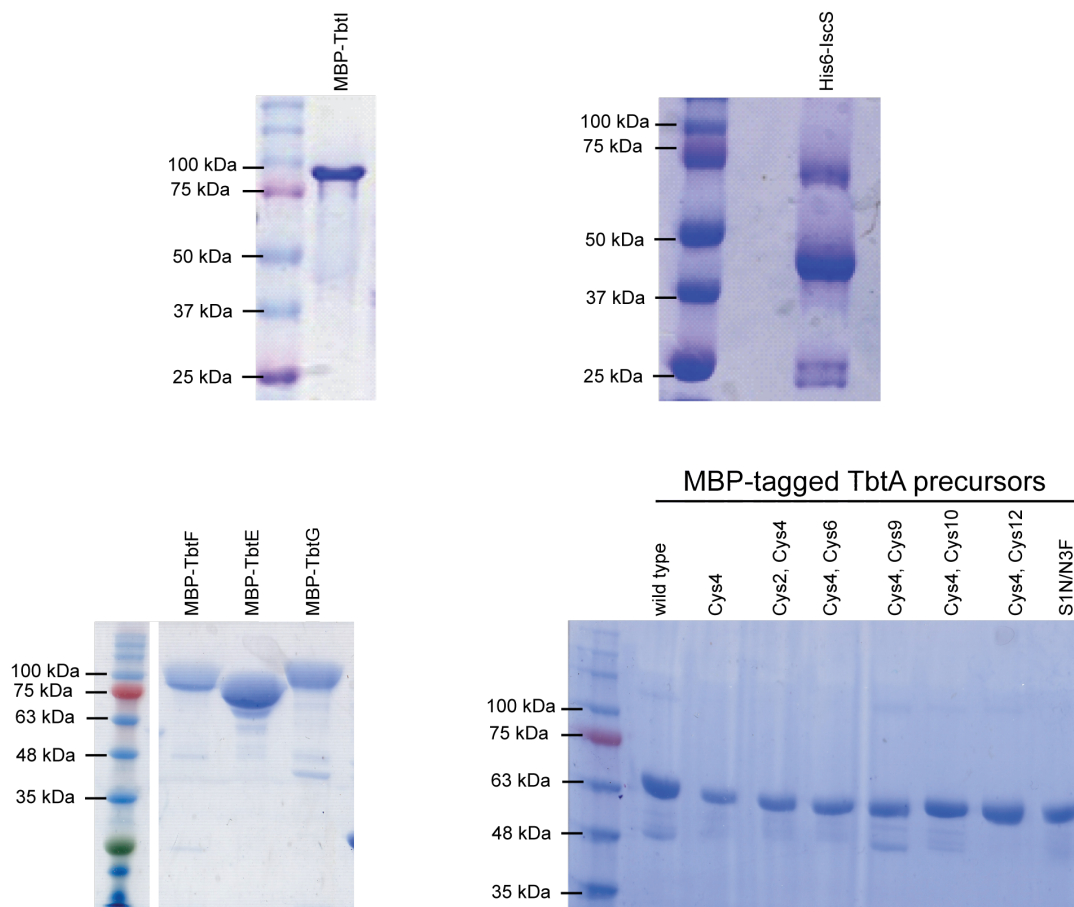 MBP-TbtI
100 kDa
75 kDa
50 kDa
37 kDa
25 kDa
His6-IscS
100 kDa
75 kDa
50 kDa
37 kDa
25 kDa
MBP-TbtF
MBP-TbtE
MBP-TbtG
100 kDa
75 kDa
63 kDa
48 kDa
35 kDa
MBP-tagged TbtA precursors
wild type
Cys4
Cys2, Cys4
Cys4, Cys6
Cys4, Cys9
Cys4, Cys10
Cys4, Cys12
S1N/N3F
100 kDa
75 kDa
63 kDa
48 kDa
35 kDa